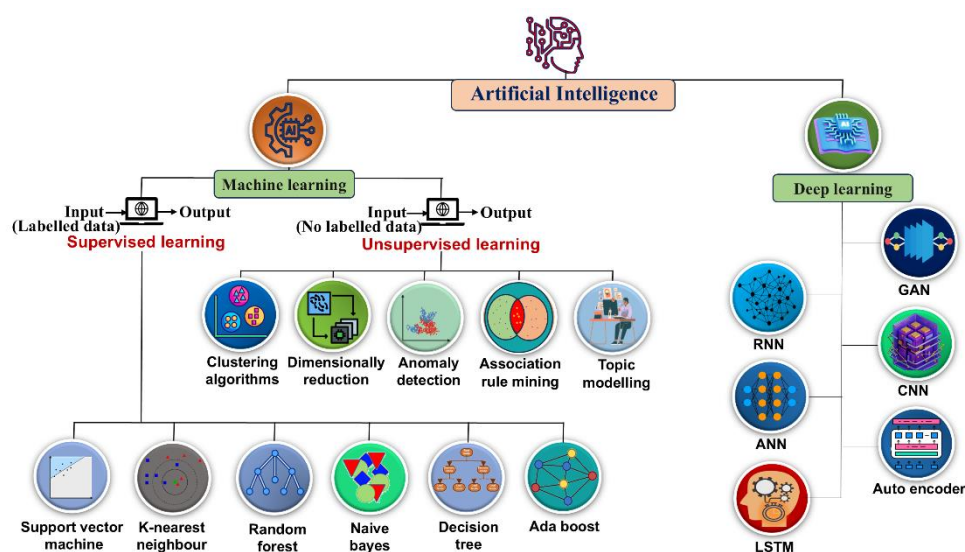 Artificial Intelligence
Machine learning
Deep learning
Input
(Labelled data)
Output
Supervised learning
Input
(No labelled data)
Output
Unsupervised learning
Clustering
algorithms
Dimensionally
reduction
Anomaly
detection
Association
rule mining
Topic
modelling
Support vector
machine
K-nearest
neighbour
Random
forest
Naive
bayes
Decision
tree
Ada boost
GAN
RNN
CNN
ANN
Auto encoder
LSTM
AI